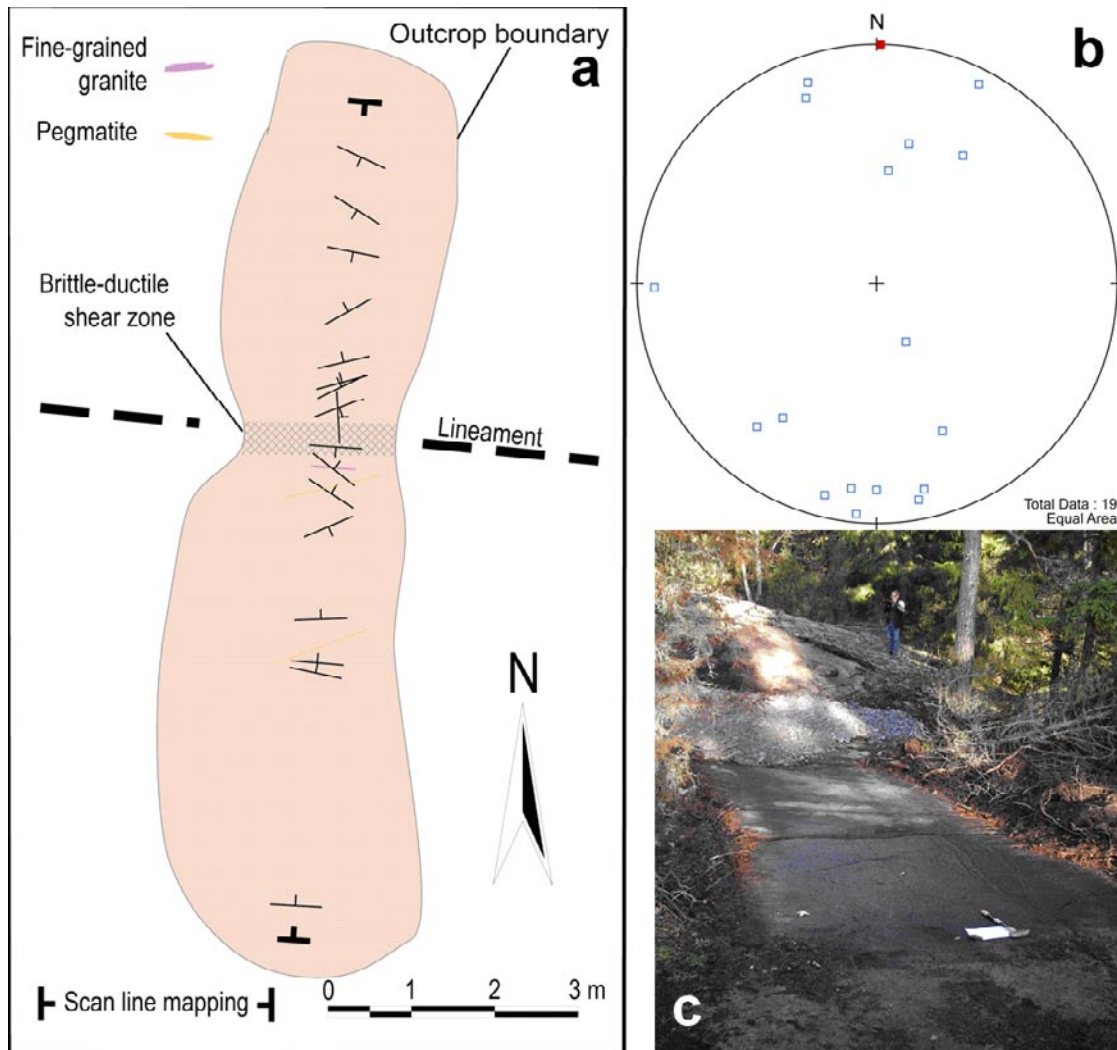 Fine-grained
granite
Pegmatite
Outcrop boundary
a
Brittle-ductile
shear zone
Lineament
N
Scan line mapping
0 1 2 3 m
N
b
Total Data : 19
Equal Area
c